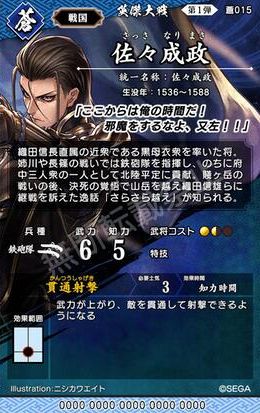 蒼 戦国 英傑大戦 第1弾 蒼015
さっさ なりまさ
佐々成政
統一名称：佐々成政
生没年：1536～1588
「ここからは俺の時間だ！
邪魔をするなよ、又左！！」
織田信長直属の近衆である黒母衣衆を率いた将。
姉川や長篠の戦いでは鉄砲隊を指揮し、のちに府
中三人衆の一人として北陸平定に貢献。賤ヶ岳の
戦いの後、決死の覚悟で山岳を越え織田信雄らに
継戦を訴えた逸話「さらさら越え」が知られる。
兵種 武力 知力 武将コスト
鉄砲隊 6 5 特技
かんつうしゃげき 必要士気 効果時間
貫通射撃 3 知力時間
効果範囲
武力が上がり、敵を貫通して射撃できるよ
うになる
Illustration:ニシカワエイト ©SEGA
0000-0000-0000-0000-0000